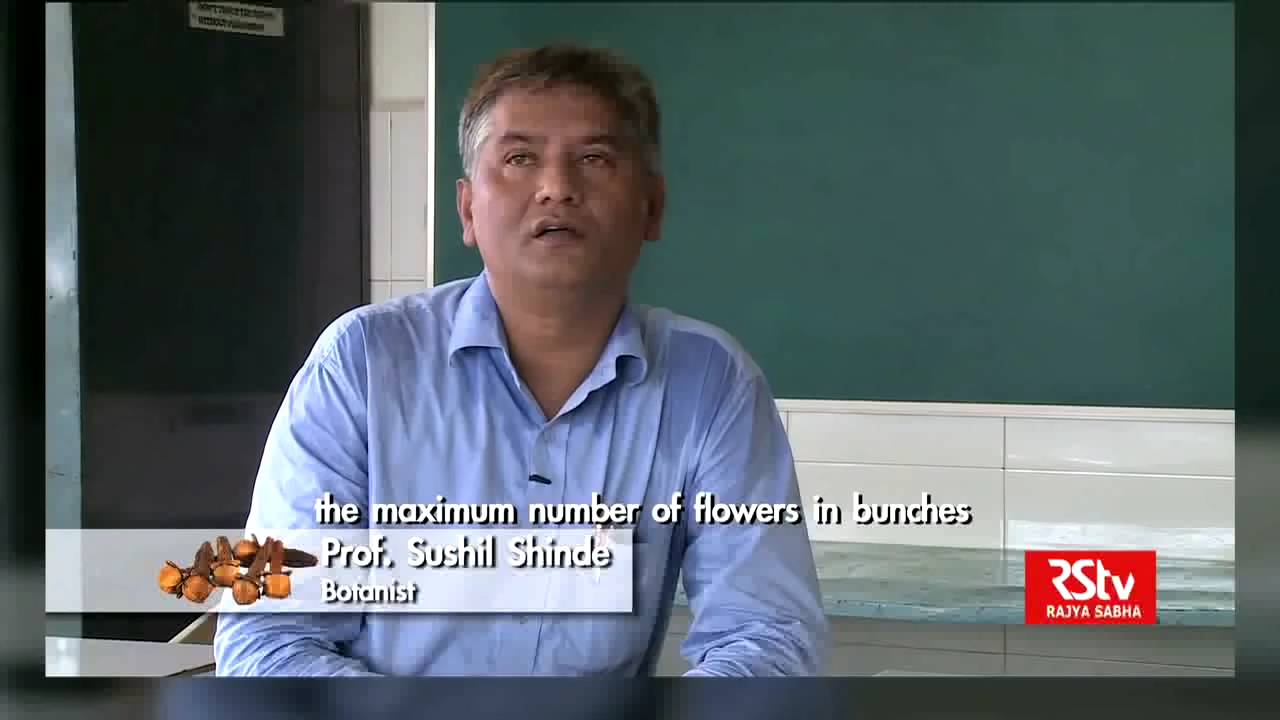 the maximum number of flowers in bunches
Prof. Sushil Shinde
Botanist
RStv
RAJYA SABHA